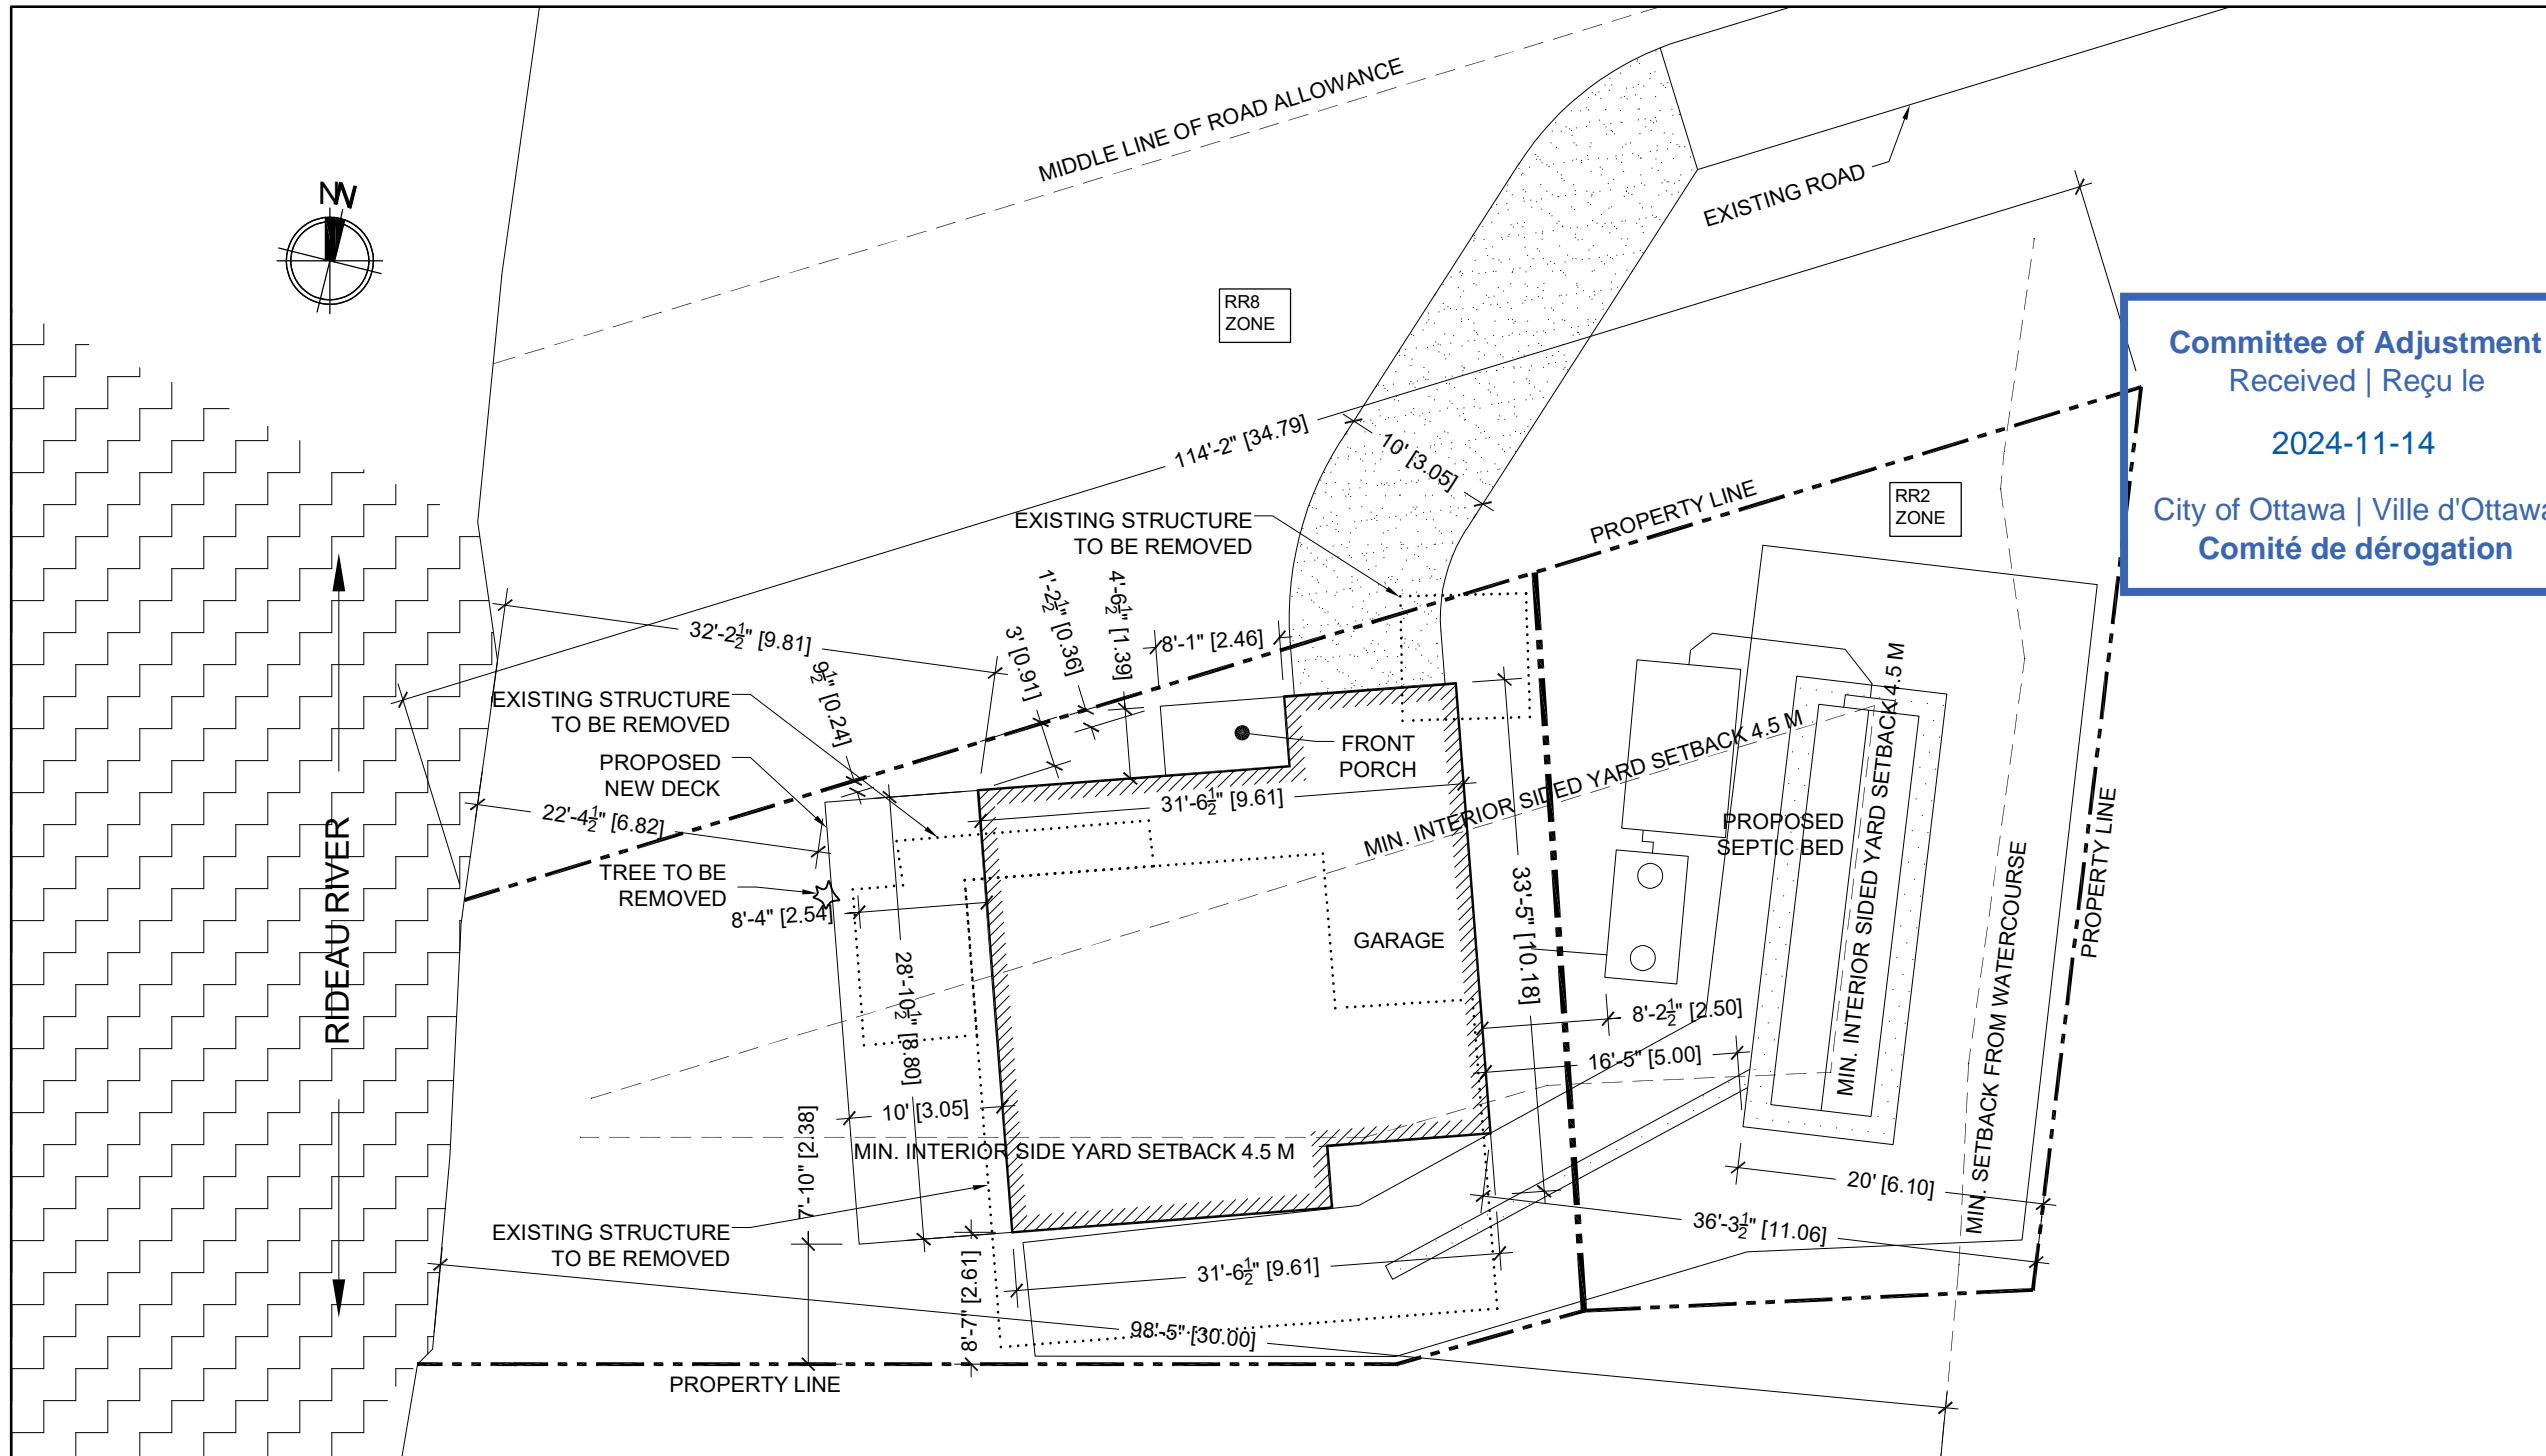 MIDDLE LINE OF ROAD ALLOWANCE
EXISTING ROAD
N
N
RR8
ZONE
Committee of Adjustment
Received | Reçu le
2024-11-14
City of Ottawa | Ville d'Ottawa
Comité de dérogation
114'-2" [34.79]
10' [3.05]
PROPERTY LINE
RR2
ZONE
EXISTING STRUCTURE
TO BE REMOVED
32'-2½" [9.81]
9½" [0.24]
3' [0.91]
1'-2½" [0.36]
4'-6½" [1.39]
8'-1" [2.46]
EXISTING STRUCTURE
TO BE REMOVED
PROPOSED
NEW DECK
22'-4½" [6.82]
FRONT
PORCH
31'-6½" [9.61]
MIN. INTERIOR SIDED YARD SETBACK 4.5 M
PROPOSED
SEPTIC BED
MIN. INTERIOR SIDED YARD SETBACK 4.5 M
PROPERTY LINE
MIN. SETBACK FROM WATERCOURSE
RIDEAU RIVER
TREE TO BE
REMOVED
8'-4" [2.54]
GARAGE
33'-5" [10.18]
28'-10½" [8.80]
8'-2½" [2.50]
16'-5" [5.00]
10' [3.05]
7'-10" [2.38]
MIN. INTERIOR SIDE YARD SETBACK 4.5 M
20' [6.10]
36'-3½" [11.06]
EXISTING STRUCTURE
TO BE REMOVED
8'-7" [2.61]
31'-6½" [9.61]
98'-5" [30.00]
PROPERTY LINE